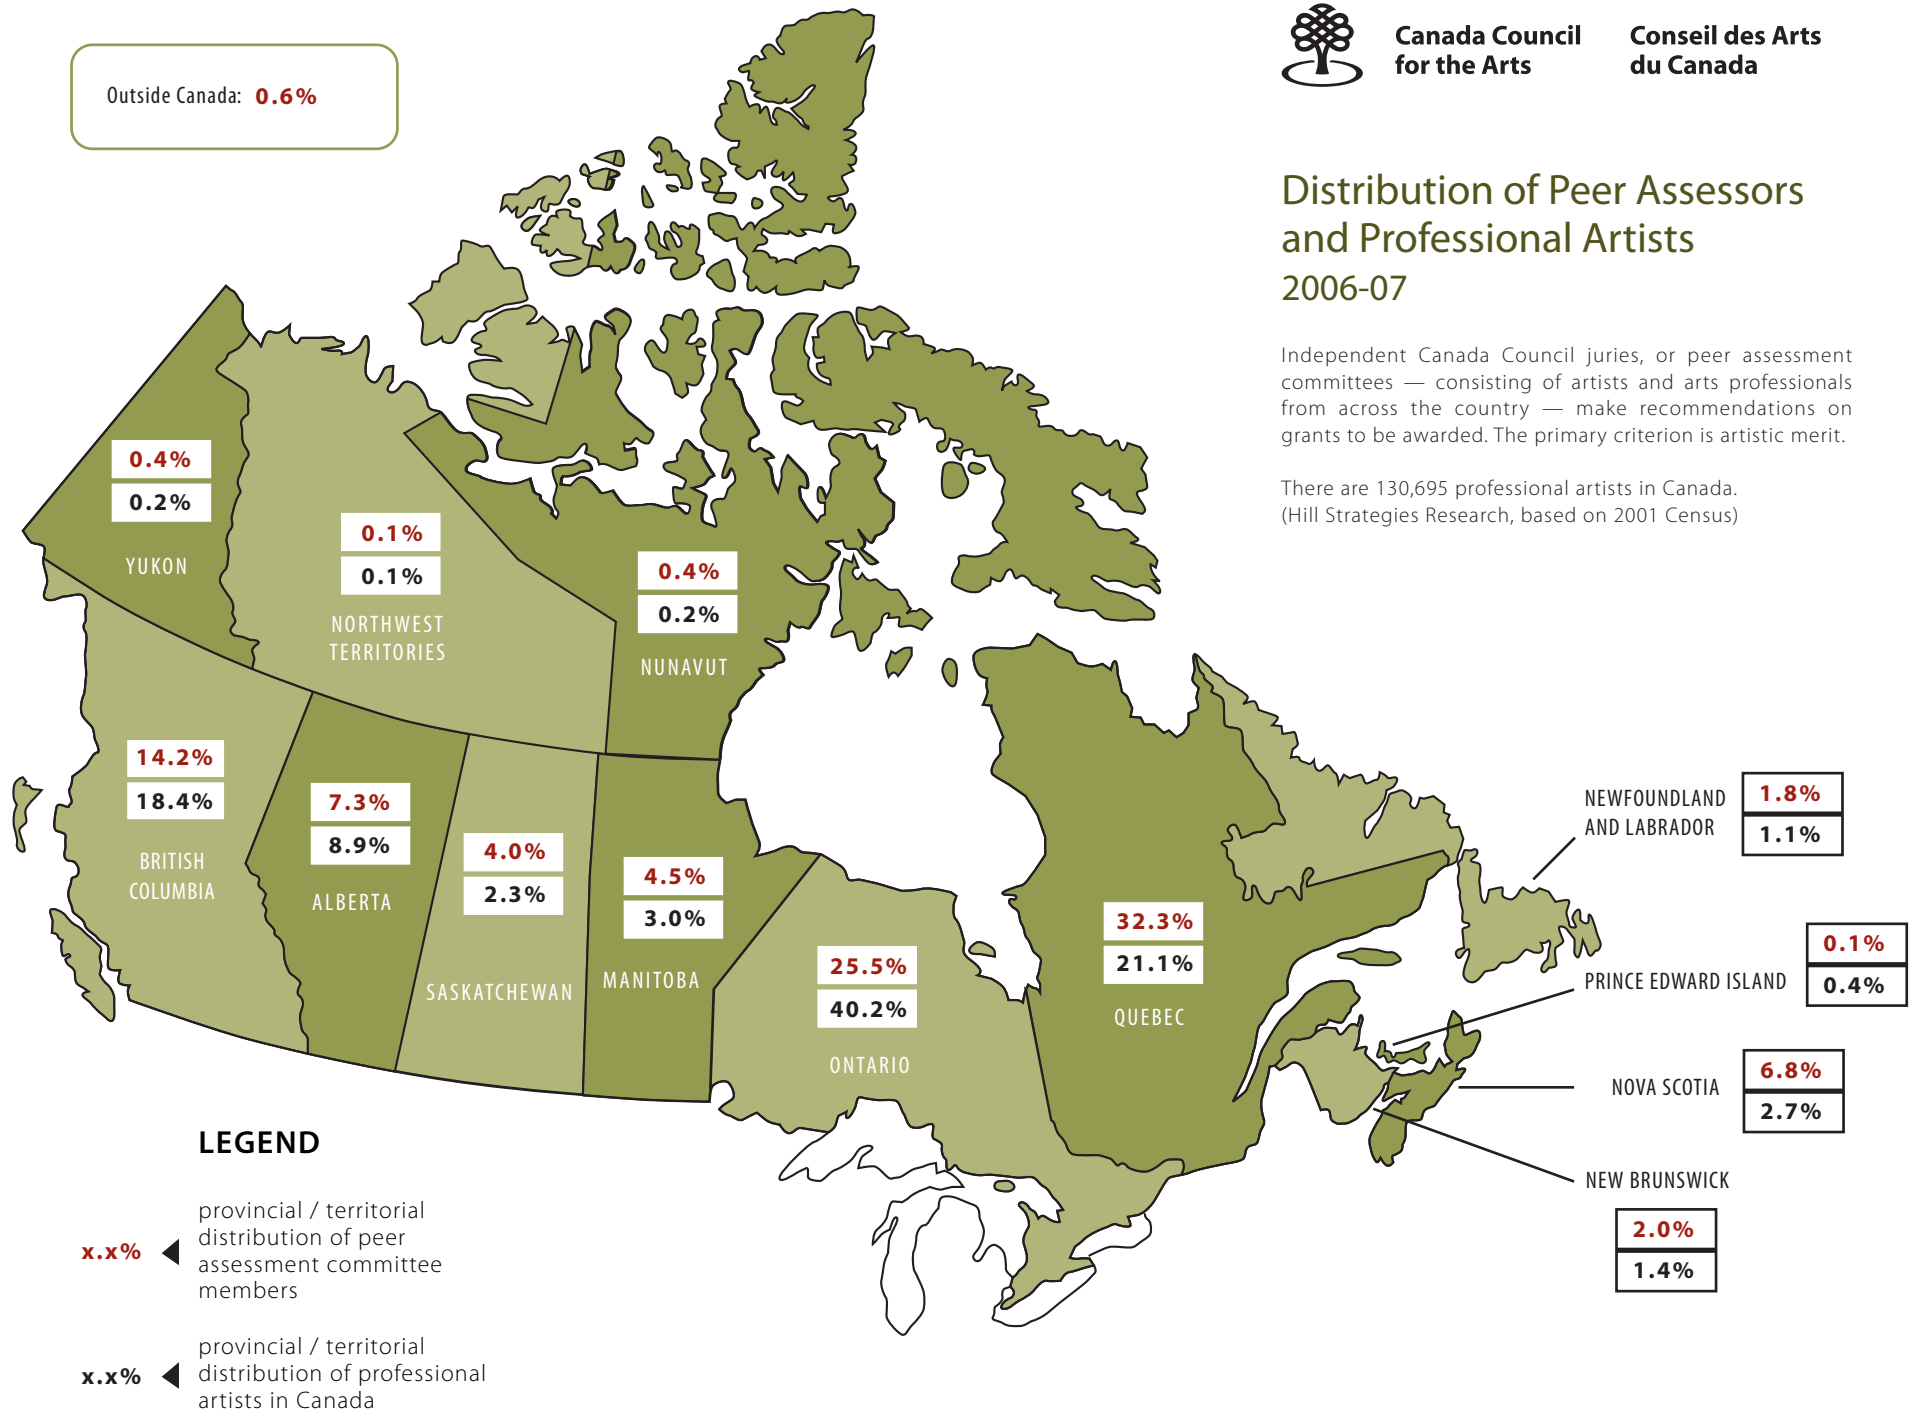 Outside Canada: 0.6%
Canada Council
for the Arts
Conseil des Arts
du Canada
Distribution of Peer Assessors
and Professional Artists
2006-07
Independent Canada Council juries, or peer assessment
committees — consisting of artists and arts professionals
from across the country — make recommendations on
grants to be awarded. The primary criterion is artistic merit.
There are 130,695 professional artists in Canada.
(Hill Strategies Research, based on 2001 Census)
0.4%
0.2%
YUKON
0.1%
0.1%
NORTHWEST
TERRITORIES
0.4%
0.2%
NUNAVUT
14.2%
18.4%
BRITISH
COLUMBIA
7.3%
8.9%
ALBERTA
4.0%
2.3%
SASKATCHEWAN
4.5%
3.0%
MANITOBA
25.5%
40.2%
ONTARIO
32.3%
21.1%
QUEBEC
NEWFOUNDLAND
AND LABRADOR
1.8%
1.1%
PRINCE EDWARD ISLAND
0.1%
0.4%
NOVA SCOTIA
6.8%
2.7%
NEW BRUNSWICK
2.0%
1.4%
LEGEND
x.x%
provincial / territorial
distribution of peer
assessment committee
members
x.x%
provincial / territorial
distribution of professional
artists in Canada